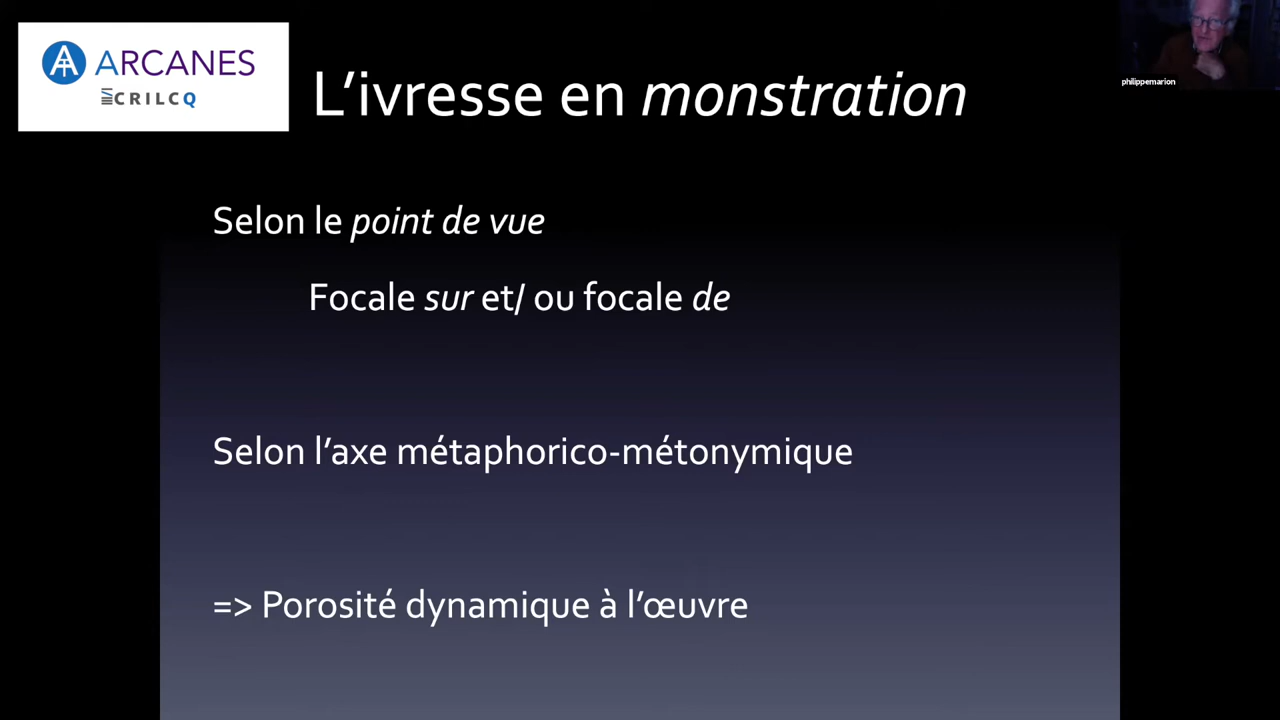 ARCANES
CRILCQ
L’ivresse en monstration
philippemarion
Selon le point de vue
Focale sur et/ ou focale de
Selon l’axe métaphorico-métonymique
=> Porosité dynamique à l’œuvre